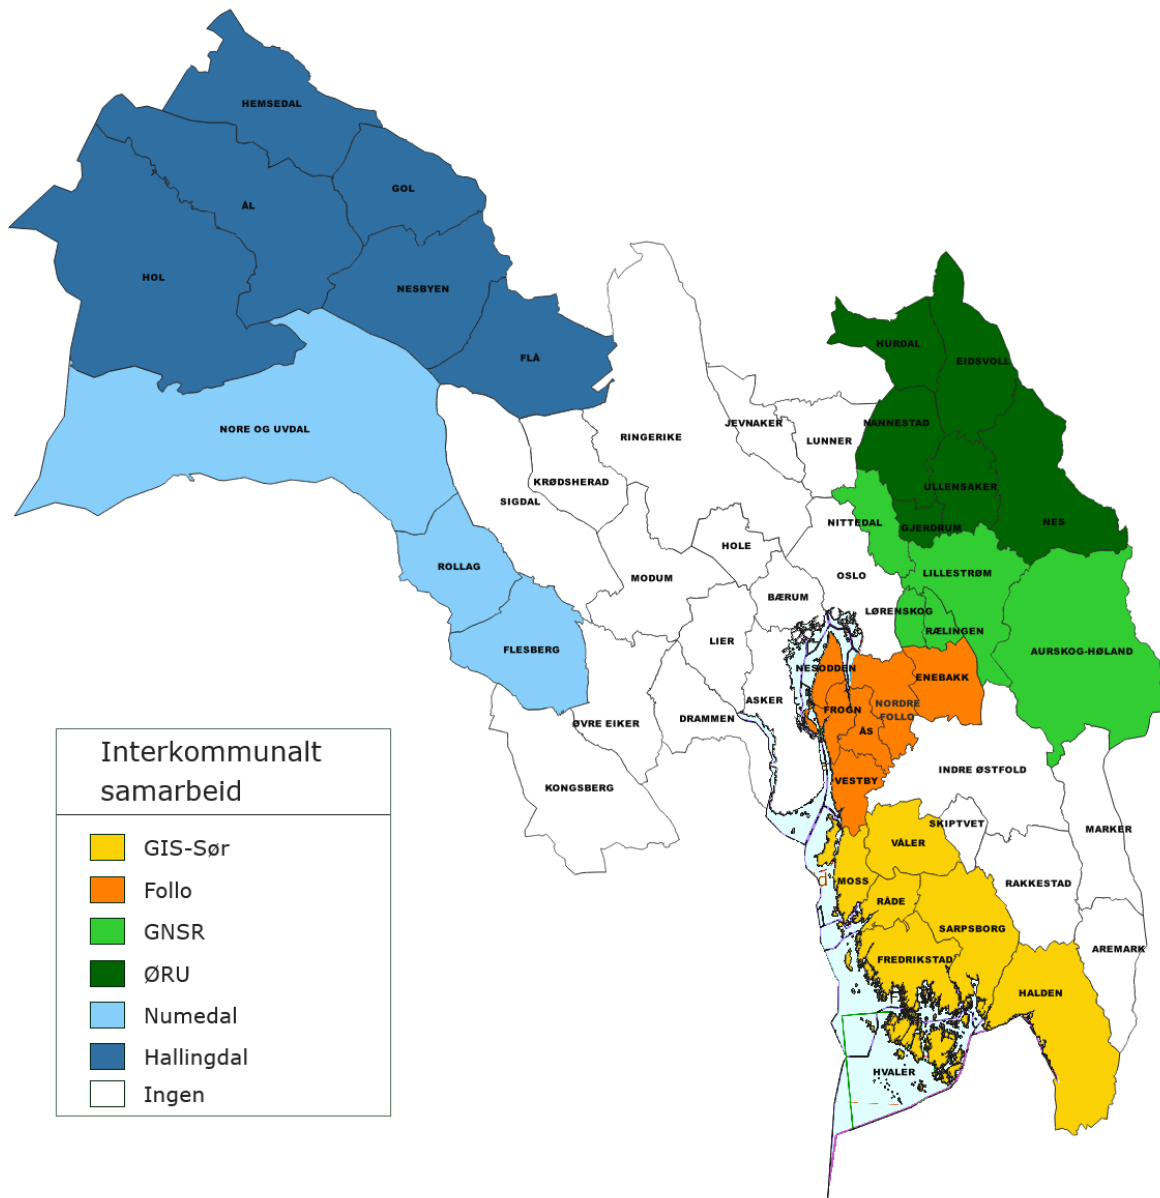 HEMSEDAL
GOL
ÅL
HOL
NESBYEN
FLÅ
HURDAL
EIDSVOLL
NORE OG UVDAL
RINGERIKE
JEVNAKER
LUNNER
NANNESTAD
KRØDSHERAD
SIGDAL
ULLENSAKER
NITTEDAL
GJERDRUM
NES
HOLE
ROLLAG
MODUM
OSLO
LILLESTRØM
BÆRUM
LØRENSKOG
RÆLINGEN
LIER
FLESBERG
AURSKOG-HØLAND
NESODDEN
ENEBAKK
ASKER
FROGN
NORDRE
FOLLO
ØVRE EIKER
DRAMMEN
ÅS
INDRE ØSTFOLD
VESTBY
KONGSBERG
SKIPTVET
MARKER
VÅLER
MOSS
RAKKESTAD
RÅDE
SARPSBORG
AREMARK
FREDRIKSTAD
HALDEN
HVALER
Interkommunalt
samarbeid
GIS-Sør
Follo
GNSR
ØRU
Numedal
Hallingdal
Ingen